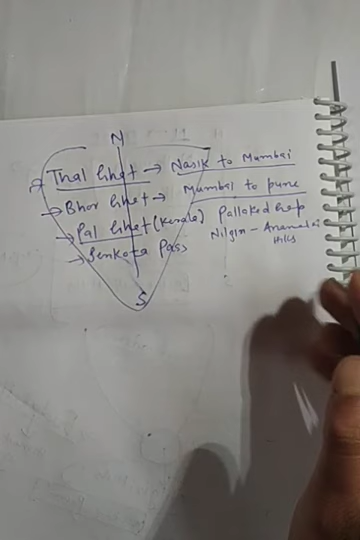 N
→ Thal Ghat → Nasik to Mumbai
→ Bhor Ghat → Mumbai to pune
→ Pal Ghat (Kerala) Pallakad gap
Nilgiri - Anamalai Hills
→ Senkota Pass
S